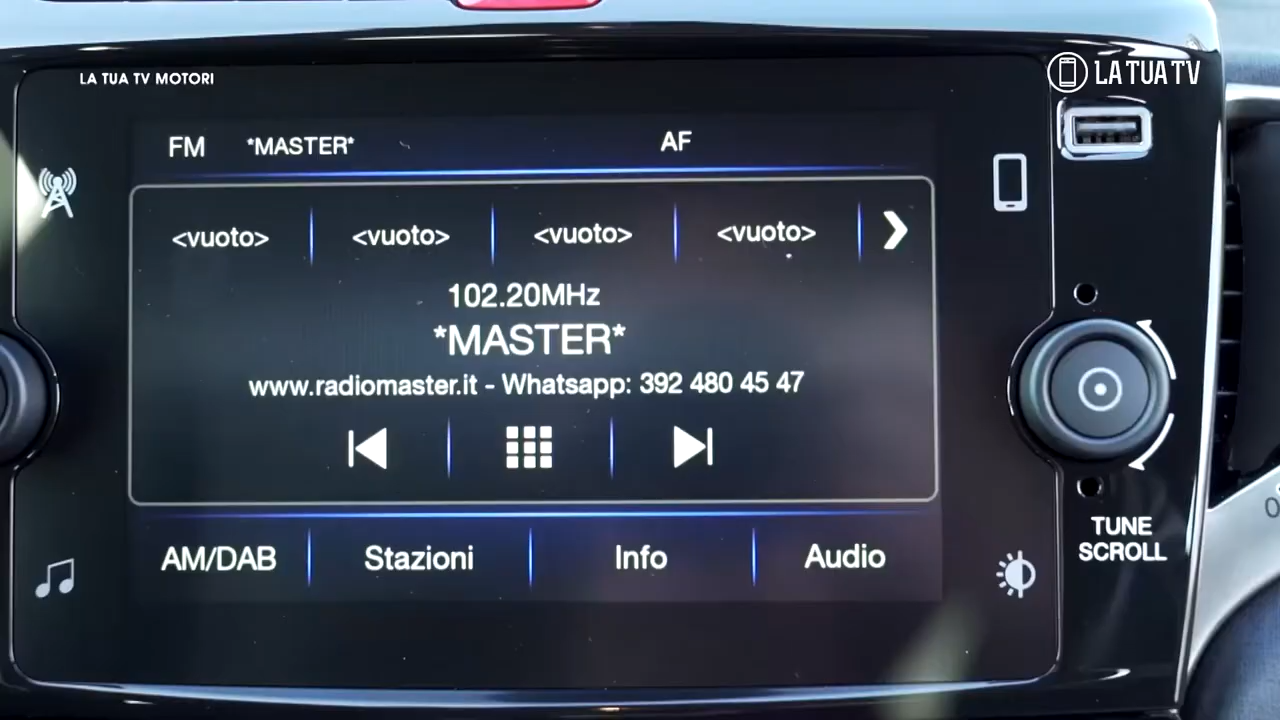 LA TUA TV MOTORI
LA TUA TV
FM *MASTER* AF
<vuoto> <vuoto> <vuoto> <vuoto>
102.20MHz
*MASTER*
www.radiomaster.it - Whatsapp: 392 480 45 47
AM/DAB Stazioni Info Audio
TUNE
SCROLL